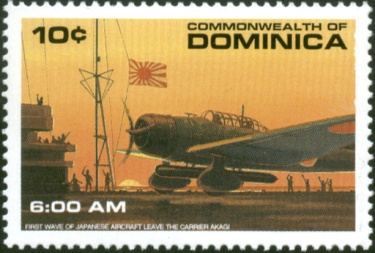 10¢
COMMONWEALTH OF
DOMINICA
6:00 AM
FIRST WAVE OF JAPANESE AIRCRAFT LEAVE THE CARRIER AKAGI